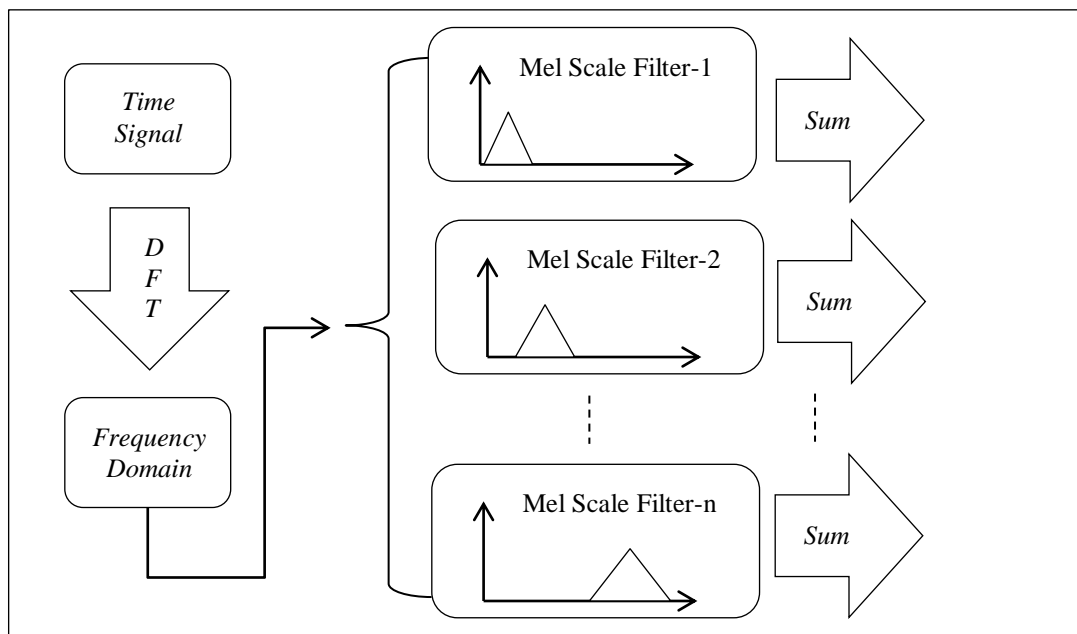 Time
Signal
D
F
T
Frequency
Domain
Mel Scale Filter-1
Sum
Mel Scale Filter-2
Sum
Mel Scale Filter-n
Sum